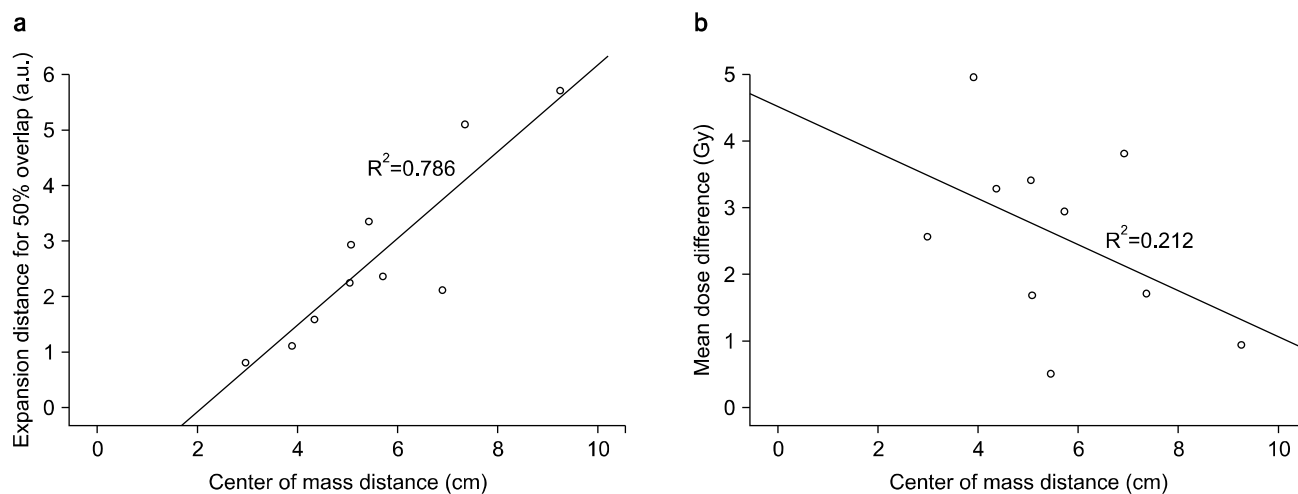 a
Expansion distance for 50% overlap (a.u.)
6
5
4
3
2
1
0
R²=0.786
0 2 4 6 8 10
Center of mass distance (cm)
b
Mean dose difference (Gy)
5
4
3
2
1
0
R²=0.212
0 2 4 6 8 10
Center of mass distance (cm)